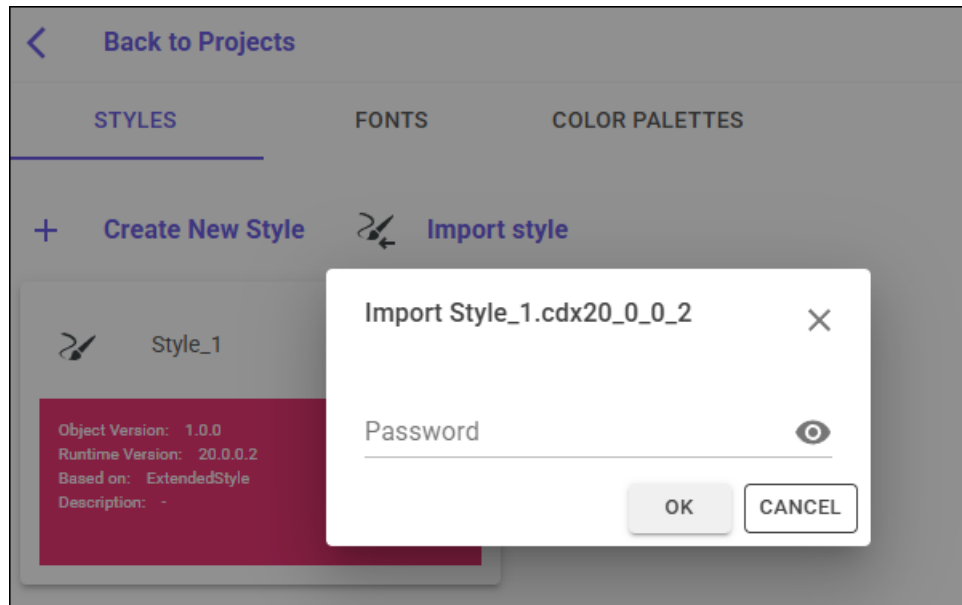 Back to Projects
STYLES FONTS COLOR PALETTES
+ Create New Style Import style
Import Style_1.cdx20_0_0_2
Style_1
Object Version: 1.0.0
Runtime Version: 20.0.0.2
Based on: ExtendedStyle
Description: -
Password
OK CANCEL